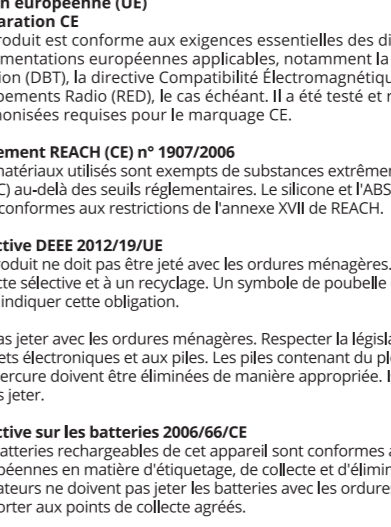 n européenne (UE)
aration CE
roduit est conforme aux exigences essentielles des di
mentations européennes applicables, notamment la
ion (DBT), la directive Compatibilité Électromagnétiqu
pements Radio (RED), le cas échéant. Il a été testé et r
nonisées requises pour le marquage CE.
ement REACH (CE) n° 1907/2006
matériaux utilisés sont exempts de substances extrêmen
C) au-delà des seuils réglementaires. Le silicone et l'ABS
conformes aux restrictions de l'annexe XVII de REACH.
ctive DEEE 2012/19/UE
roduit ne doit pas être jeté avec les ordures ménagères.
cte sélective et à un recyclage. Un symbole de poubelle
indiquer cette obligation.
as jeter avec les ordures ménagères. Respecter la législa
ets électroniques et aux piles. Les piles contenant du pl
ercure doivent être éliminées de manière appropriée. I
s jeter.
ctive sur les batteries 2006/66/CE
atteries rechargeables de cet appareil sont conformes a
péennes en matière d'étiquetage, de collecte et d'élimin
ateurs ne doivent pas jeter les batteries avec les ordures
orter aux points de collecte agréés.